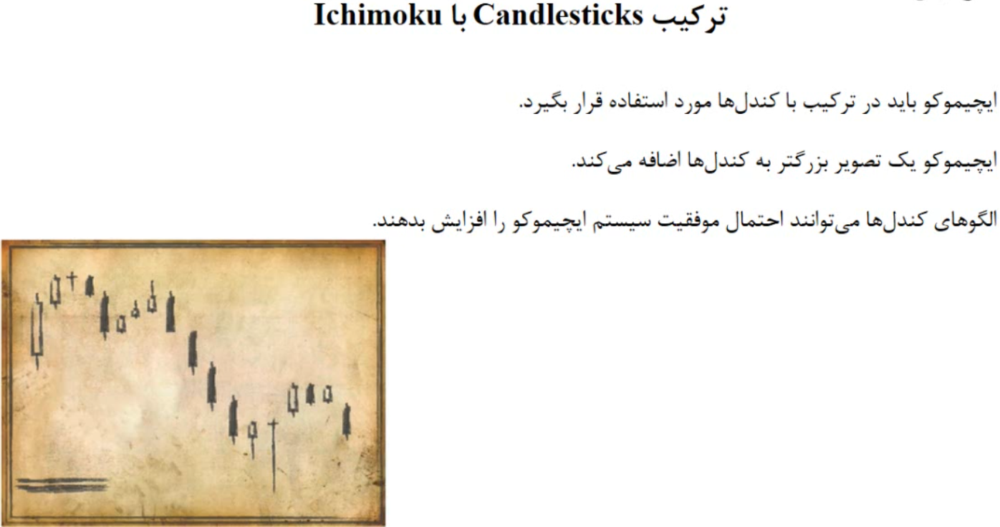 ترکیب Candlesticks با Ichimoku
ایچیموکو باید در ترکیب با کندل‌ها مورد استفاده قرار بگیرد.
ایچیموکو یک تصویر بزرگتر به کندل‌ها اضافه می‌کند.
الگوهای کندل‌ها می‌توانند احتمال موفقیت سیستم ایچیموکو را افزایش بدهند.